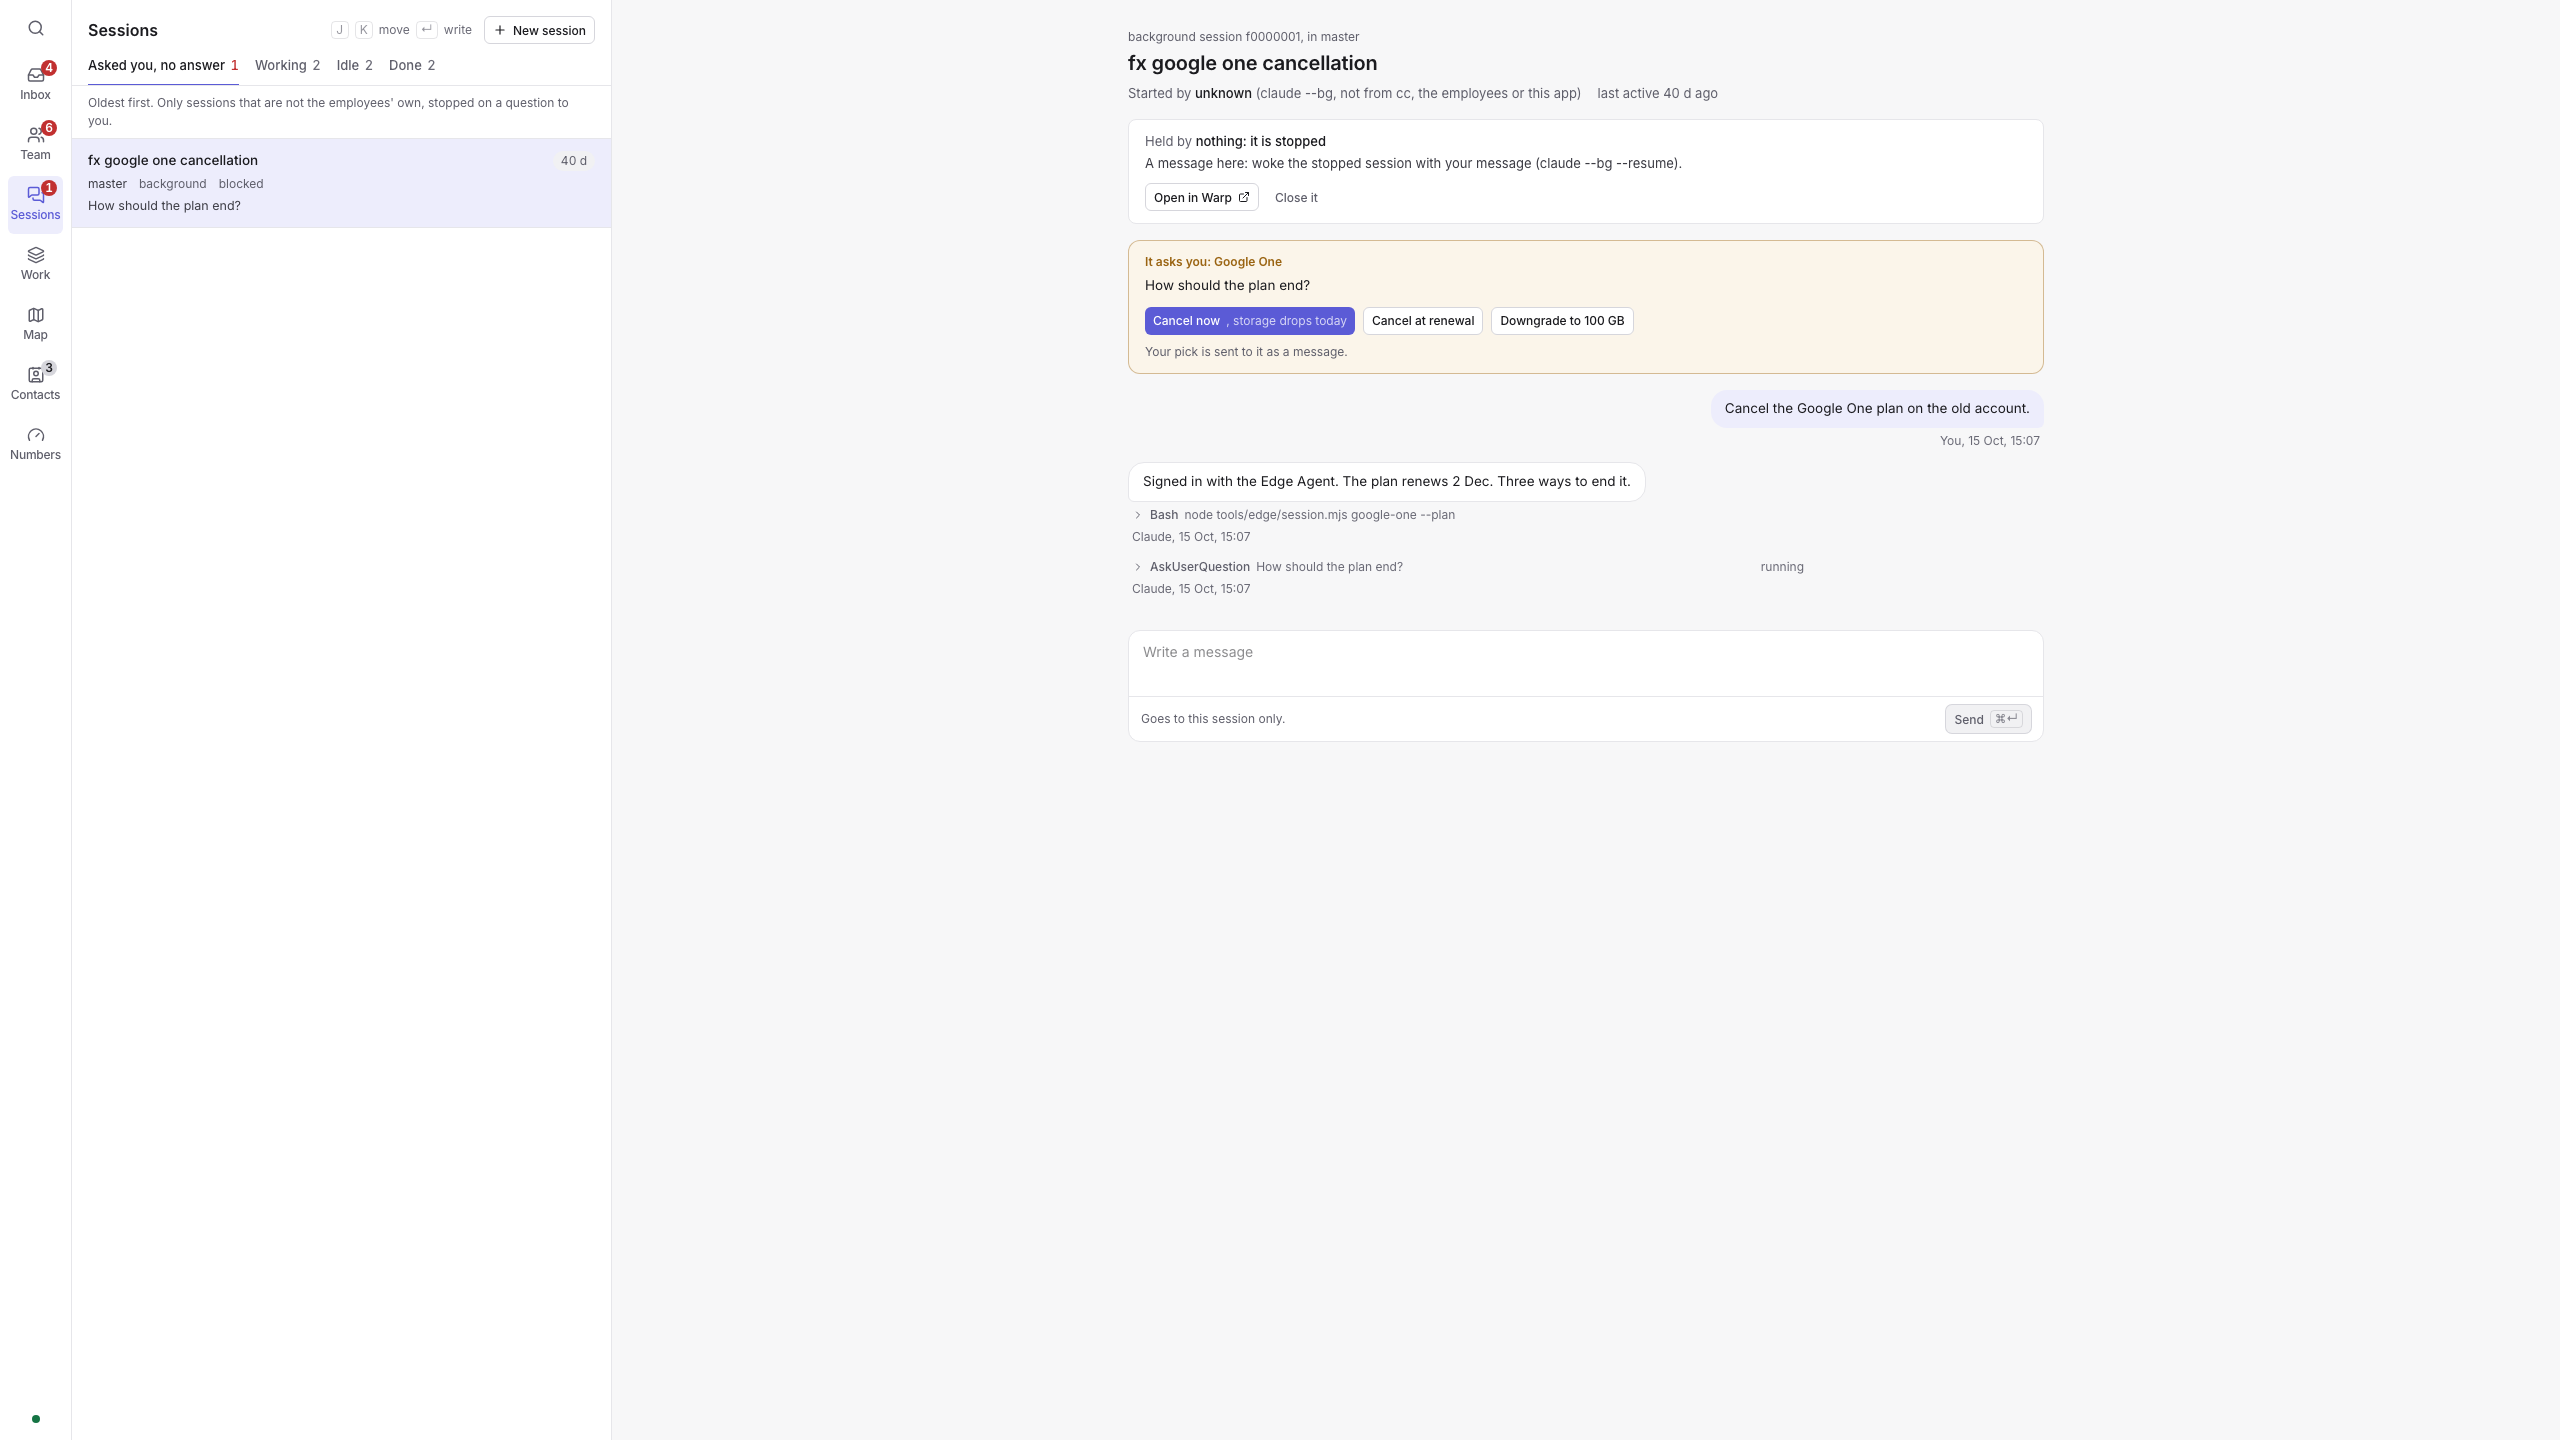 Sessions
J K move write
New session
Asked you, no answer 1
Working 2
Idle 2
Done 2
Oldest first. Only sessions that are not the employees' own, stopped on a question to
you.
fx google one cancellation
40 d
master background blocked
How should the plan end?
4
Inbox
6
Team
1
Sessions
Work
Map
3
Contacts
Numbers
background session f0000001, in master
fx google one cancellation
Started by unknown (claude --bg, not from cc, the employees or this app) last active 40 d ago
Held by nothing: it is stopped
A message here: woke the stopped session with your message (claude --bg --resume).
Open in Warp
Close it
It asks you: Google One
How should the plan end?
Cancel now , storage drops today
Cancel at renewal
Downgrade to 100 GB
Your pick is sent to it as a message.
Cancel the Google One plan on the old account.
You, 15 Oct, 15:07
Signed in with the Edge Agent. The plan renews 2 Dec. Three ways to end it.
Bash node tools/edge/session.mjs google-one --plan
Claude, 15 Oct, 15:07
AskUserQuestion How should the plan end? running
Claude, 15 Oct, 15:07
Write a message
Goes to this session only.
Send ⌘↵